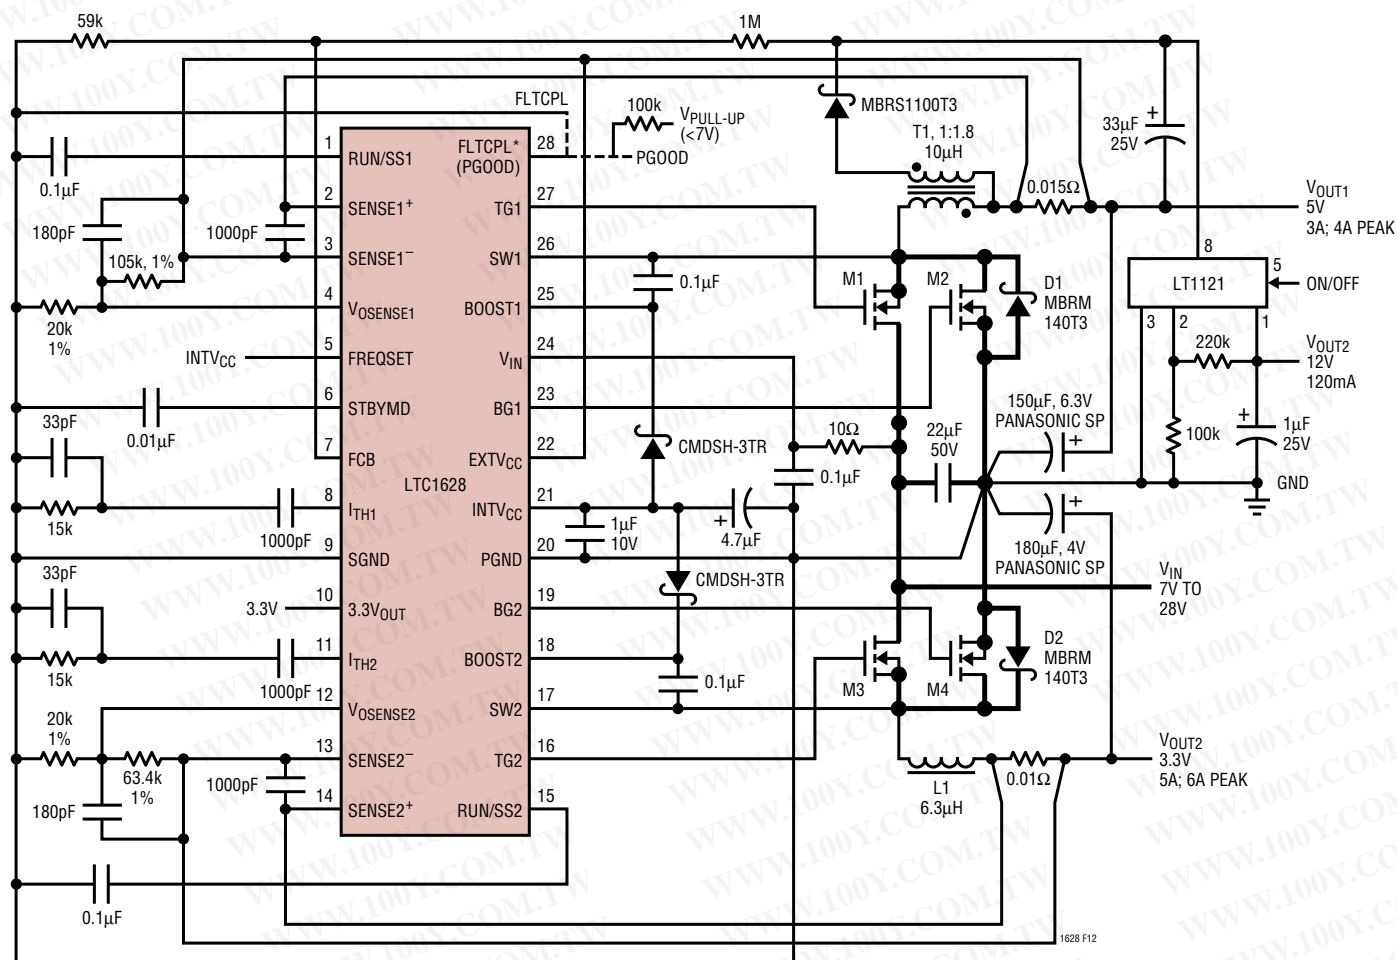 59k
1M
FLTCPL
100k
VPULL-UP
(<7V)
PGOOD
MBRS1100T3
T1, 1:1.8
10µH
33µF
25V
0.015Ω
VOUT1
5V
3A; 4A PEAK
0.1µF
180pF
105k, 1%
1000pF
20k
1%
INTVCC
33pF
0.01µF
15k
1000pF
33pF
3.3V
15k
1000pF
20k
1%
63.4k
1%
180pF
1000pF
0.1µF
1
RUN/SS1
2
SENSE1+
3
SENSE1–
4
VOSENSE1
5
FREQSET
6
STBYMD
7
FCB
LTC1628
8
ITH1
9
SGND
10
3.3VOUT
11
ITH2
12
VOSENSE2
13
SENSE2–
14
SENSE2+
28
FLTCPL*
(PGOOD)
27
TG1
26
SW1
25
BOOST1
24
VIN
23
BG1
22
EXTVCC
21
INTVCC
20
PGND
19
BG2
18
BOOST2
17
SW2
16
TG2
15
RUN/SS2
0.1µF
CMDSH-3TR
1µF
10V
+
4.7µF
CMDSH-3TR
0.1µF
10Ω
0.1µF
M1
M2
D1
MBRM
140T3
22µF
50V
150µF, 6.3V
PANASONIC SP
+
+
180µF, 4V
PANASONIC SP
+
8
LT1121
5
ON/OFF
3
2
1
220k
VOUT2
12V
120mA
100k
+
1µF
25V
GND
VIN
7V TO
28V
M3
M4
D2
MBRM
140T3
L1
6.3µH
0.01Ω
VOUT2
3.3V
5A; 6A PEAK
1628 F12
WWW.100Y.COM.TW